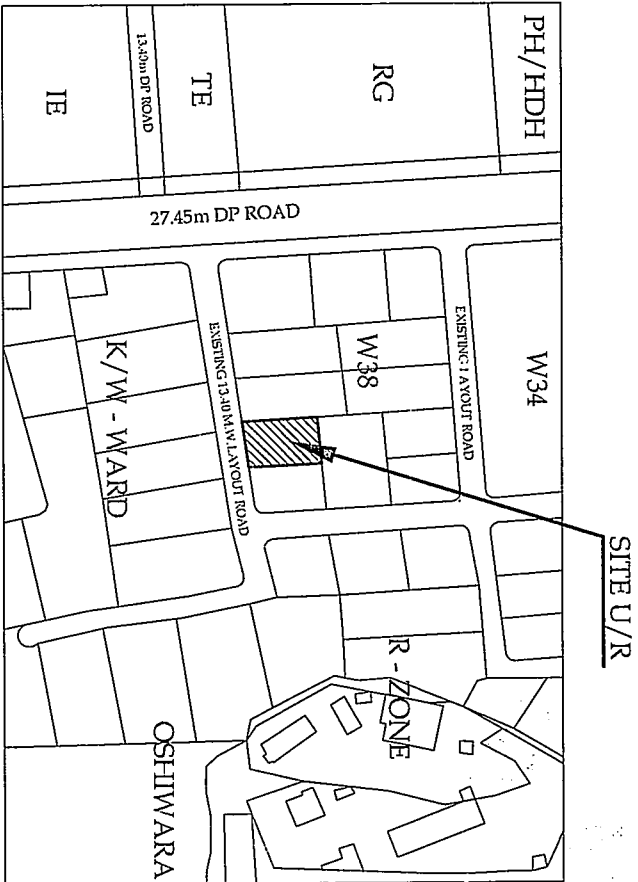 PH/HDH
RG
TE
13.40m DP ROAD
IE
27.45m DP ROAD
W34
EXISTING LAYOUT ROAD
W38
EXISTING 13.40 M.W. LAYOUT ROAD
K/W - WARD
SITE U/R
R - ZONE
OSHIWARA